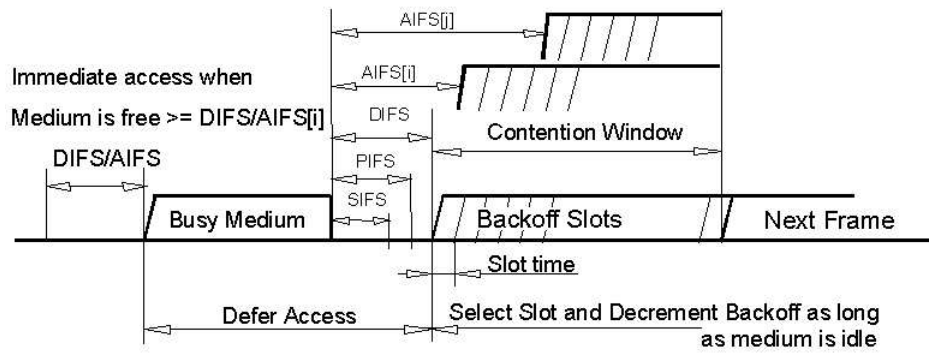 AIFS[j]
Immediate access when
AIFS[i]
Medium is free >= DIFS/AIFS[i]
DIFS
Contention Window
DIFS/AIFS
PIFS
SIFS
Busy Medium
Backoff Slots
Next Frame
Slot time
Defer Access
Select Slot and Decrement Backoff as long
as medium is idle